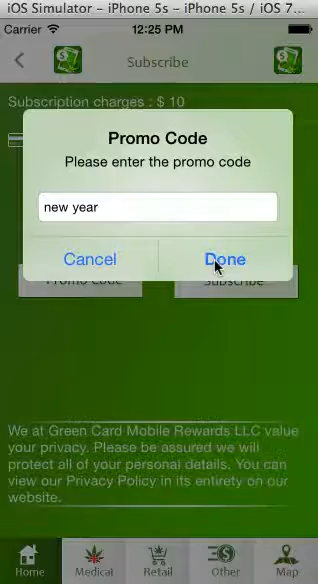 iOS Simulator - iPhone 5s - iPhone 5s / iOS 7...
Carrier 12:25 PM
Subscribe
Subscription charges : $ 10
Promo Code
Please enter the promo code
new year
Cancel Done
Promo Code Subscribe
We at Green Card Mobile Rewards LLC value
your privacy. Please be assured we will
protect all of your personal details. You can
view our Privacy Policy in its entirety on our
website.
Home Medical Retail Other Map